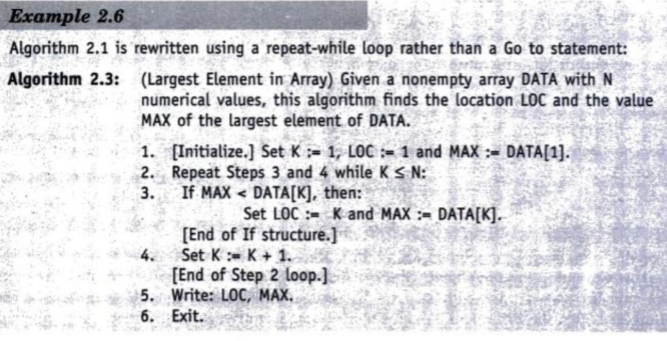 Example 2.6
Algorithm 2.1 is rewritten using a repeat-while loop rather than a Go to statement:
Algorithm 2.3: (Largest Element in Array) Given a nonempty array DATA with N
numerical values, this algorithm finds the location LOC and the value
MAX of the largest element of DATA.
1. [Initialize.] Set K := 1, LOC := 1 and MAX := DATA[1].
2. Repeat Steps 3 and 4 while K ≤ N:
3. If MAX < DATA[K], then:
Set LOC := K and MAX := DATA[K].
[End of If structure.]
4. Set K := K + 1.
[End of Step 2 loop.]
5. Write: LOC, MAX.
6. Exit.